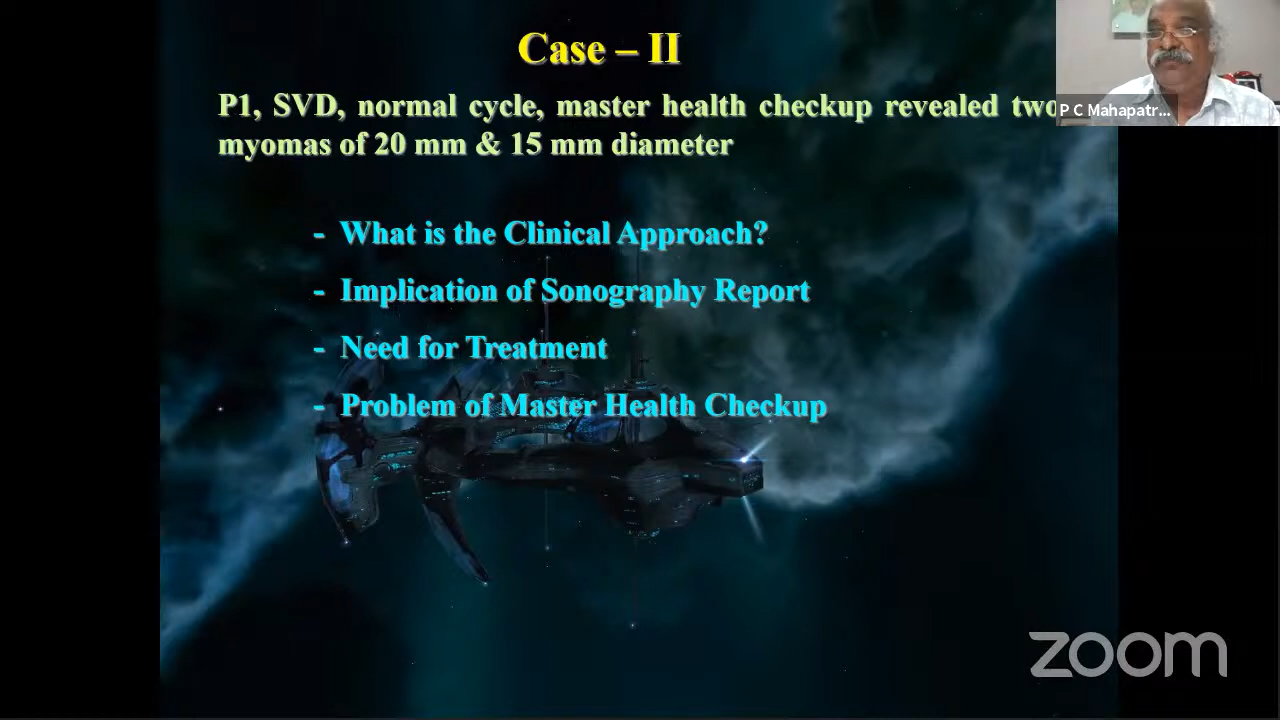 Case – II
P1, SVD, normal cycle, master health checkup revealed two
myomas of 20 mm & 15 mm diameter
- What is the Clinical Approach?
- Implication of Sonography Report
- Need for Treatment
- Problem of Master Health Checkup
P C Mahapatr...
zoom